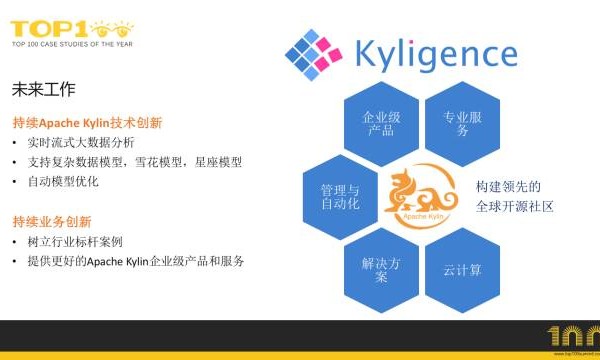 TOP100
TOP 100 CASE STUDIES OF THE YEAR
Kyligence
未来工作
持续Apache Kylin技术创新
• 实时流式大数据分析
• 支持复杂数据模型，雪花模型，星座模型
• 自动模型优化
持续业务创新
• 树立行业标杆案例
• 提供更好的Apache Kylin企业级产品和服务
企业级
产品
专业服
务
管理与
自动化
Apache Kylin
构建领先的
全球开源社区
解决方
案
云计算
100